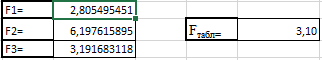 F1= 2,805495451
F2= 6,197615895
Fтабл= 3,10
F3= 3,191683118